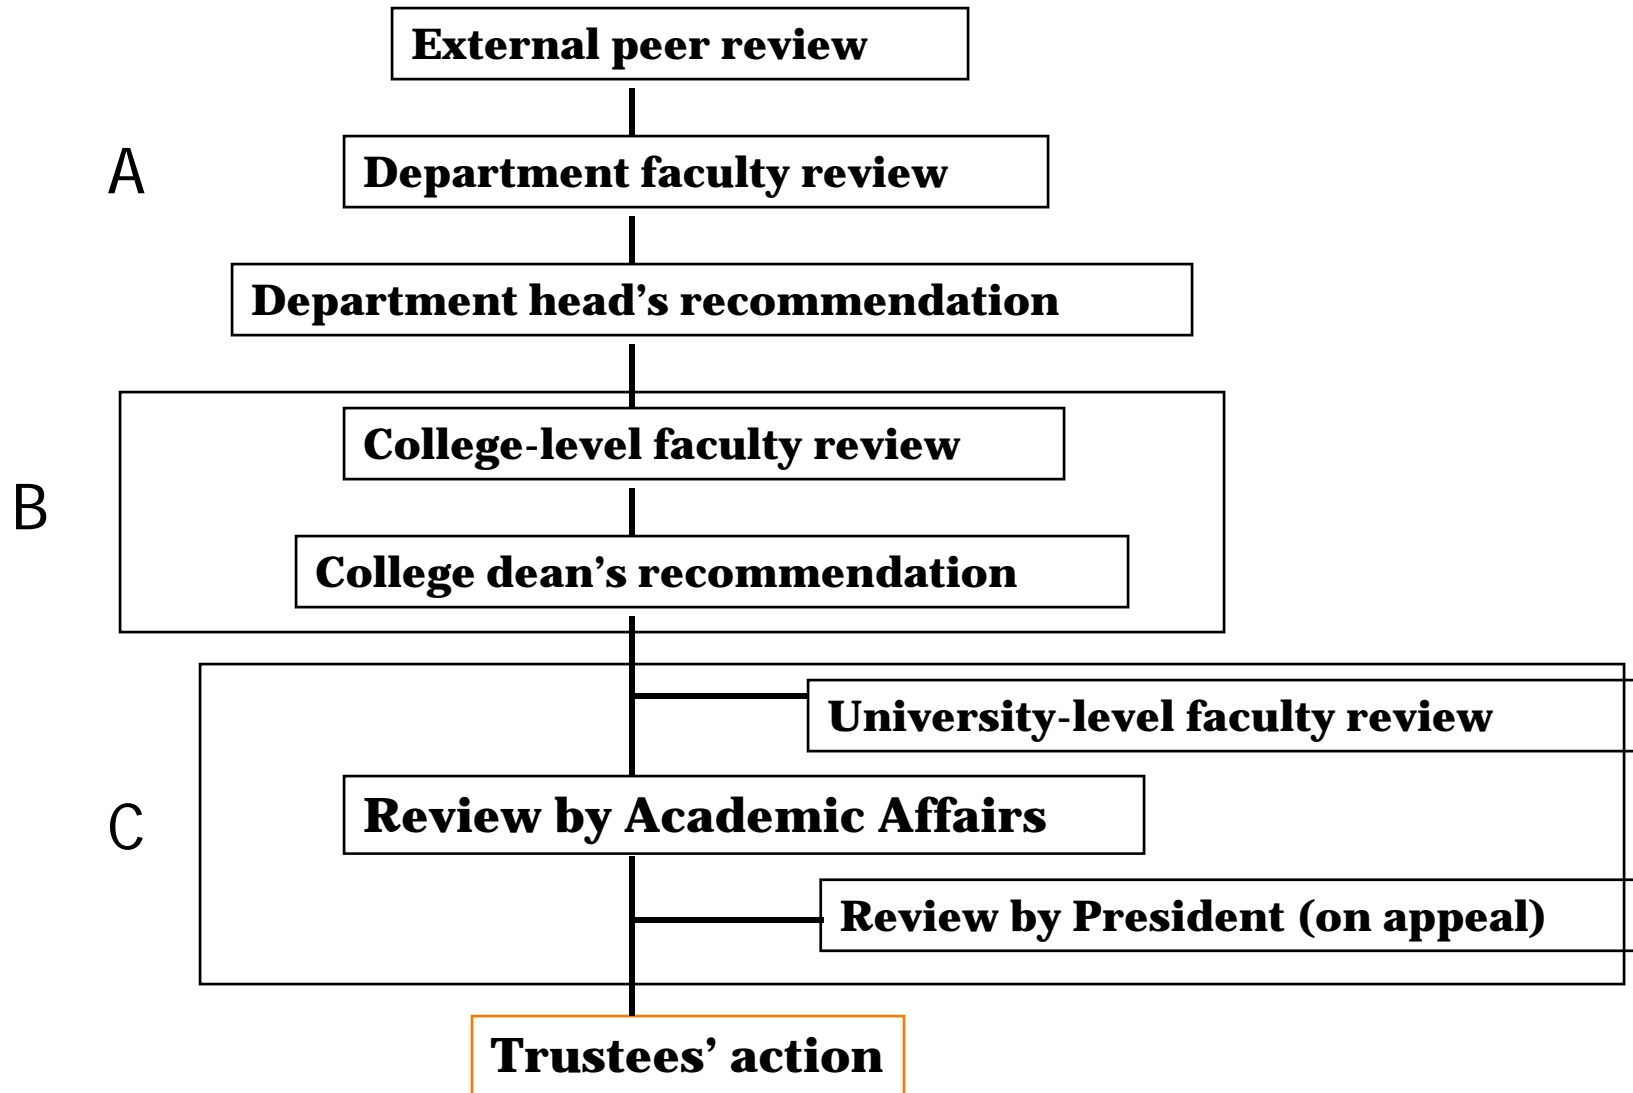 External peer review
A
Department faculty review
Department head’s recommendation
College-level faculty review
B
College dean’s recommendation
University-level faculty review
Review by Academic Affairs
C
Review by President (on appeal)
Trustees’ action